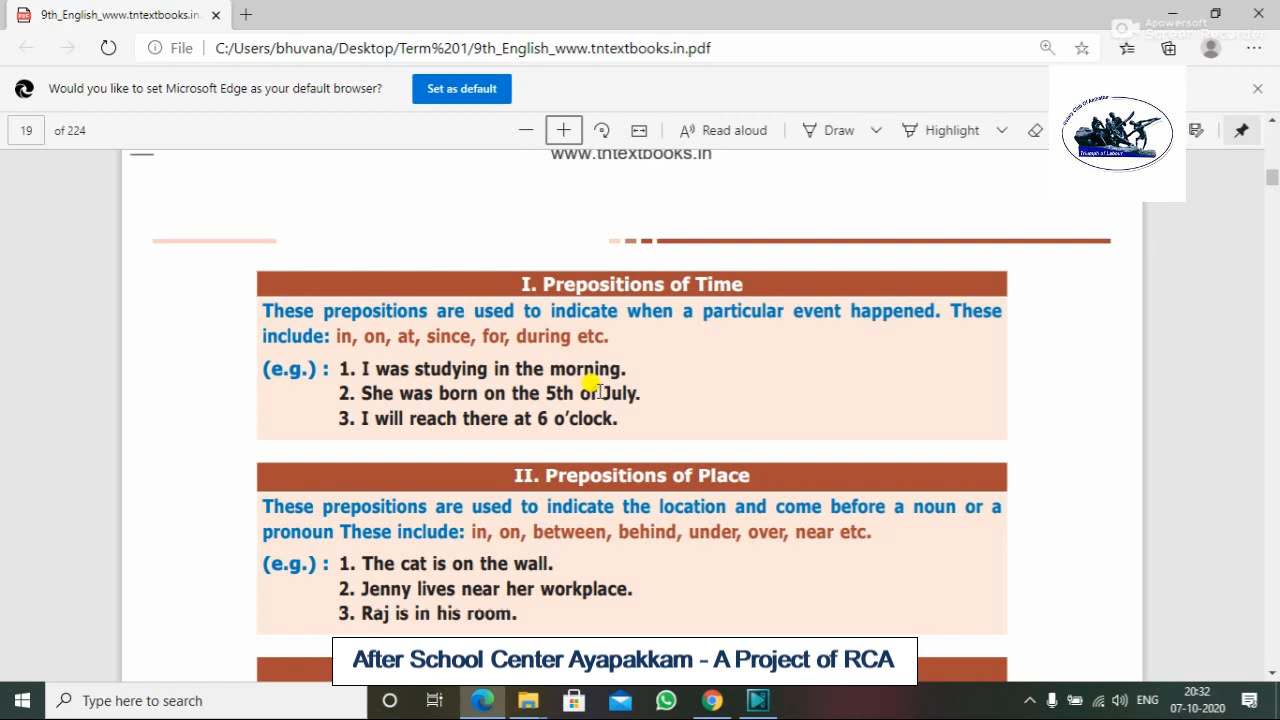 9th_English_www.tntextbooks.in.
Apowersoft
Screen Recorder
File C:/Users/bhuvana/Desktop/Term%201/9th_English_www.tntextbooks.in.pdf
Would you like to set Microsoft Edge as your default browser? Set as default
19 of 224 Read aloud Draw Highlight
Triumph of Labour
www.tntextbooks.in
I. Prepositions of Time
These prepositions are used to indicate when a particular event happened. These
include: in, on, at, since, for, during etc.
(e.g.) : 1. I was studying in the morning.
2. She was born on the 5th of July.
3. I will reach there at 6 o’clock.
II. Prepositions of Place
These prepositions are used to indicate the location and come before a noun or a
pronoun These include: in, on, between, behind, under, over, near etc.
(e.g.) : 1. The cat is on the wall.
2. Jenny lives near her workplace.
3. Raj is in his room.
After School Center Ayapakkam - A Project of RCA
Type here to search ENG 20:32
07-10-2020